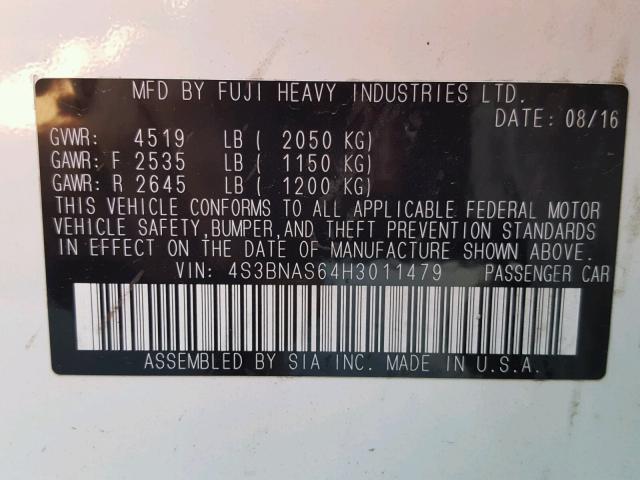 MFD BY FUJI HEAVY INDUSTRIES LTD.
DATE: 08/16
GVWR: 4519 LB ( 2050 KG)
GAWR: F 2535 LB ( 1150 KG)
GAWR: R 2645 LB ( 1200 KG)
THIS VEHICLE CONFORMS TO ALL APPLICABLE FEDERAL MOTOR
VEHICLE SAFETY,BUMPER,AND THEFT PREVENTION STANDARDS
IN EFFECT ON THE DATE OF MANUFACTURE SHOWN ABOVE.
VIN: 4S3BNAS64H3011479 PASSENGER CAR
ASSEMBLED BY SIA INC. MADE IN U.S.A.